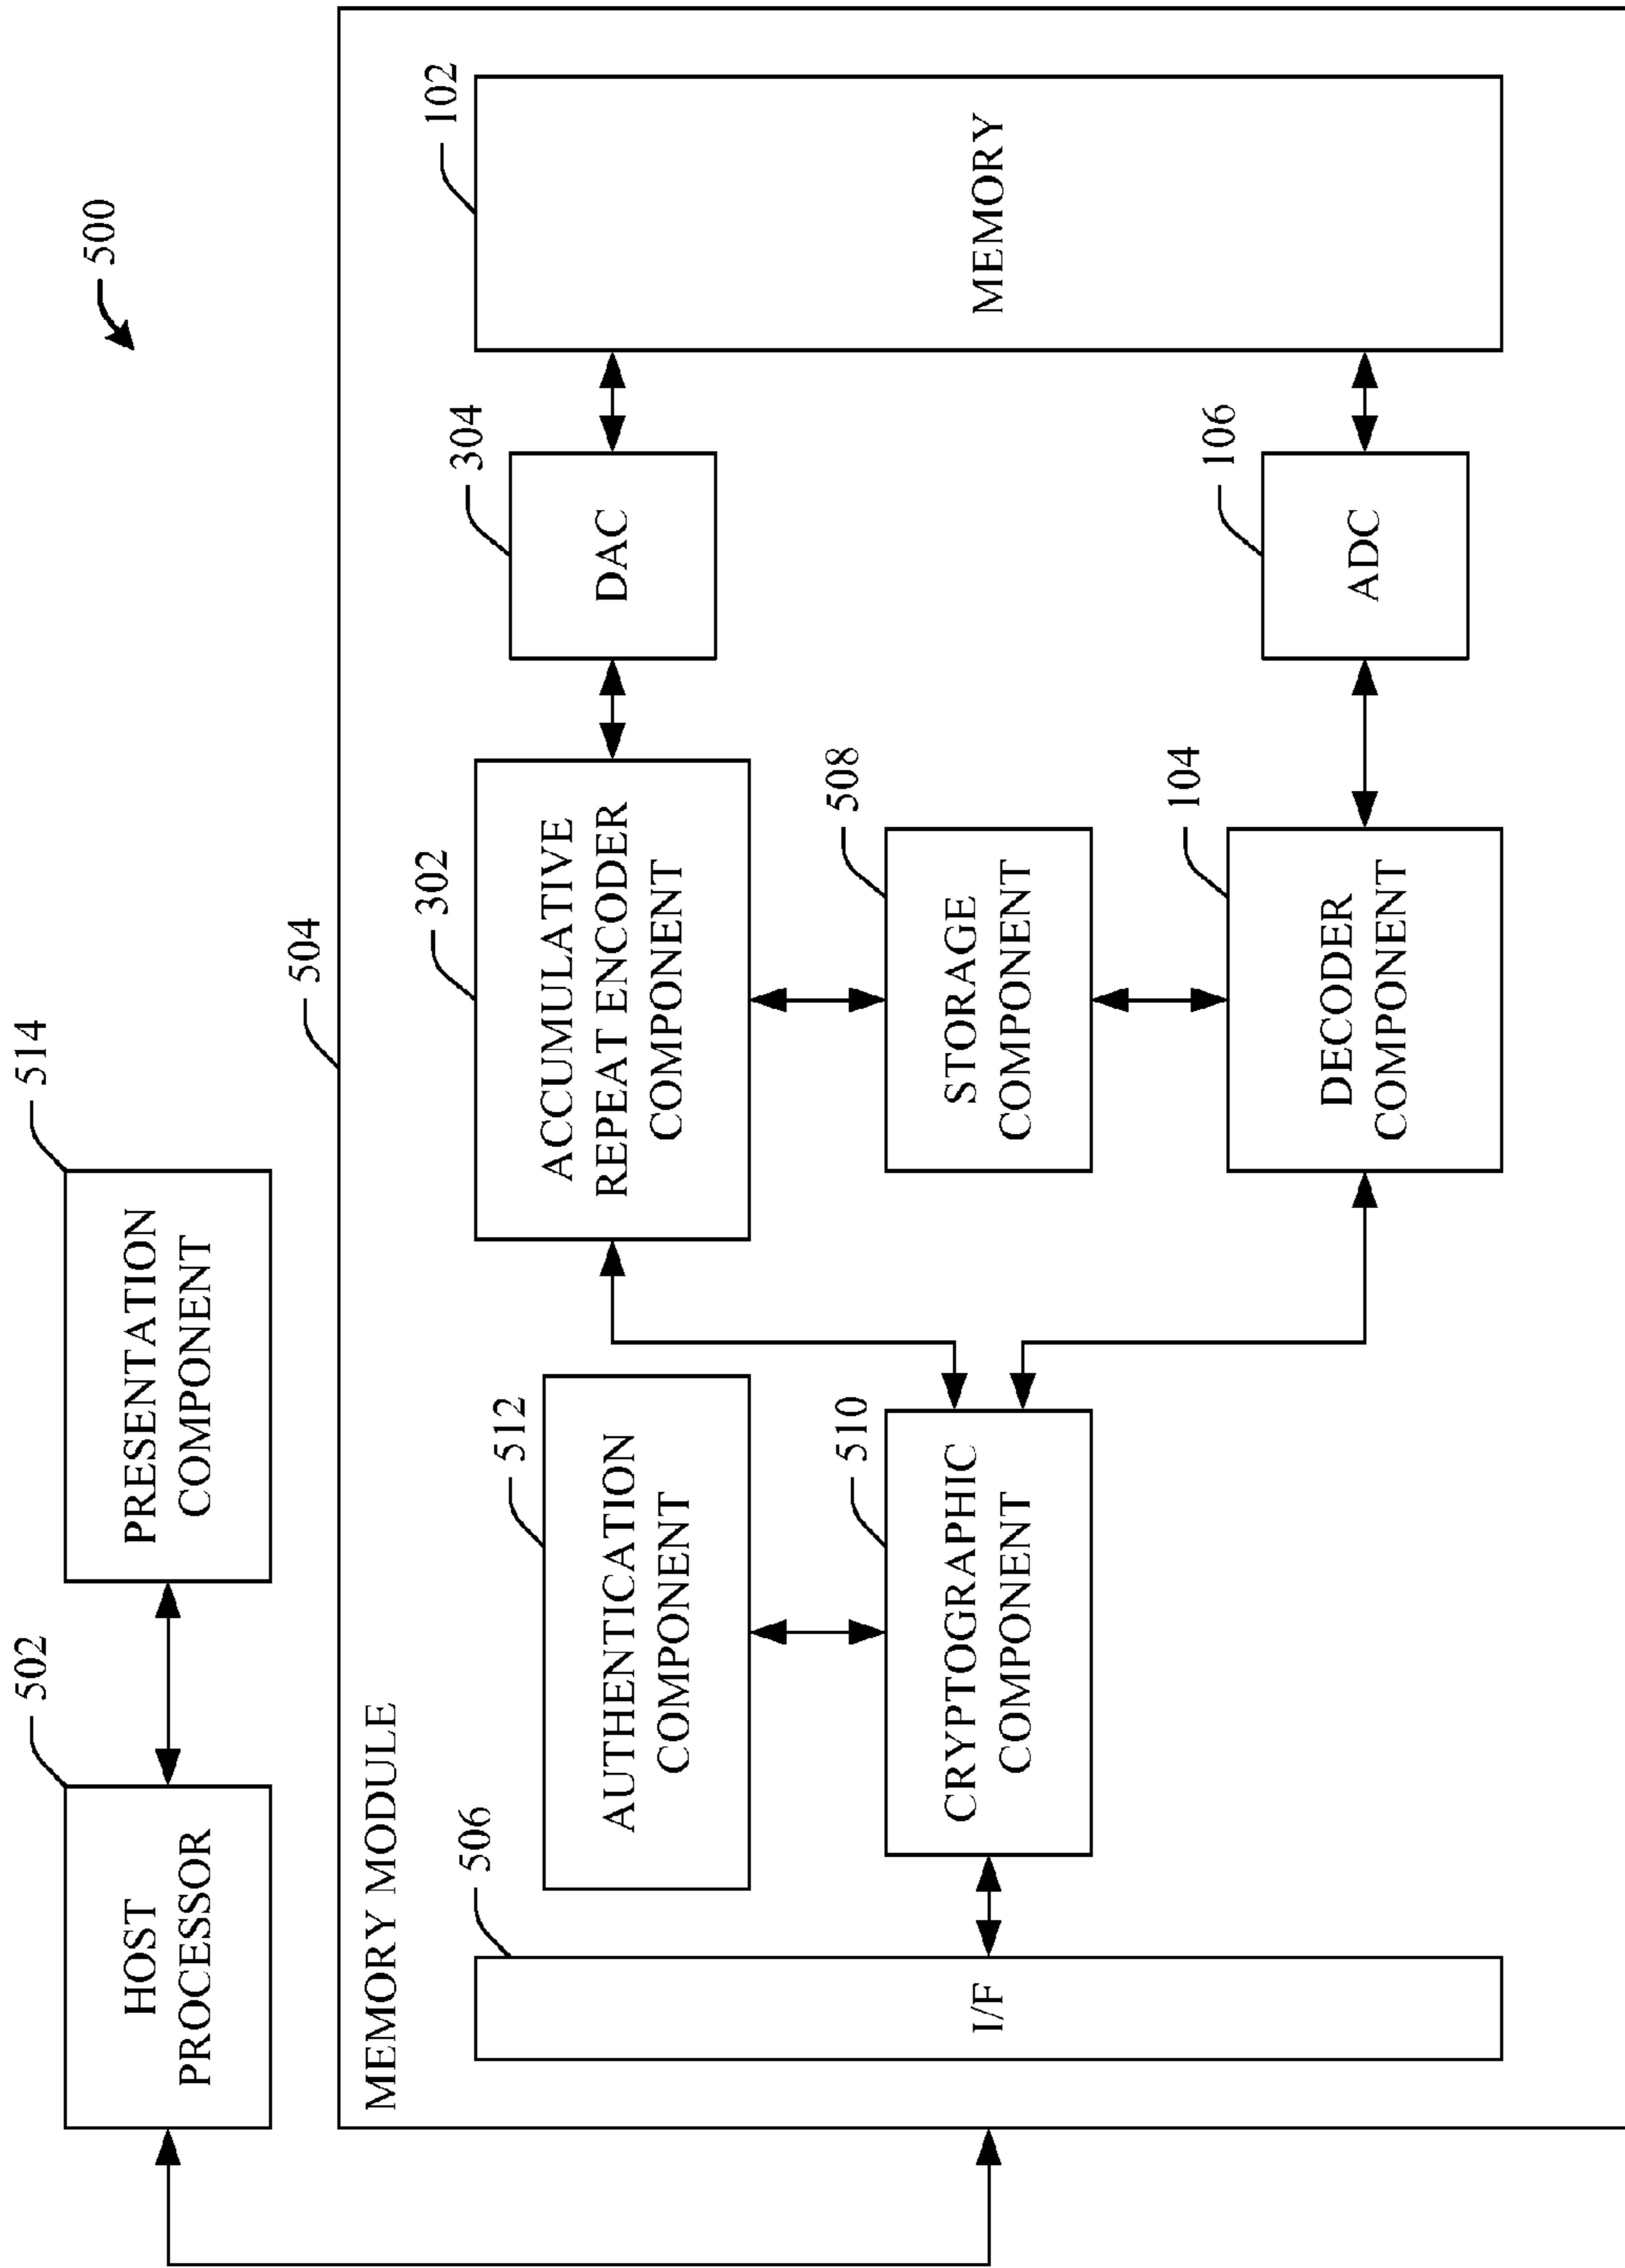 500
502
HOST
PROCESSOR
514
PRESENTATION
COMPONENT
504
MEMORY MODULE
506
I/F
512
AUTHENTICATION
COMPONENT
510
CRYPTOGRAPHIC
COMPONENT
302
ACCUMULATIVE
REPEAT ENCODER
COMPONENT
508
STORAGE
COMPONENT
104
DECODER
COMPONENT
304
DAC
106
ADC
102
MEMORY